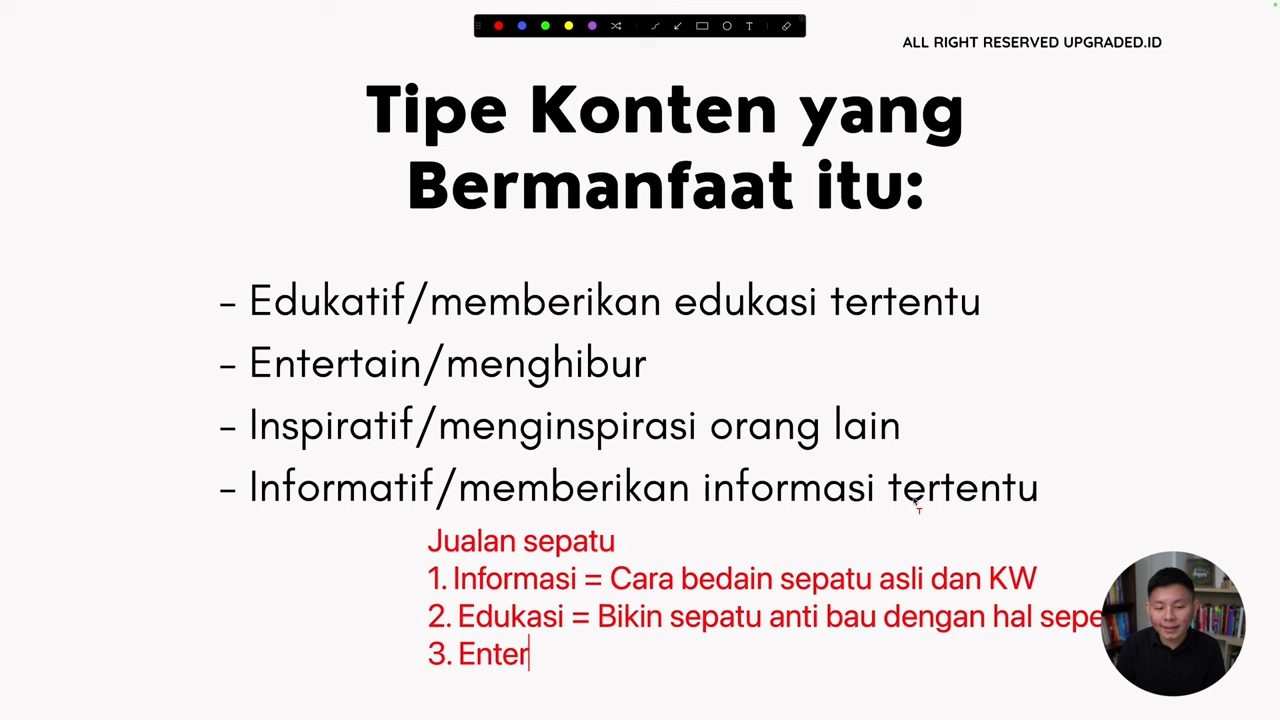 ALL RIGHT RESERVED UPGRADED.ID
Tipe Konten yang
Bermanfaat itu:
- Edukatif/memberikan edukasi tertentu
- Entertain/menghibur
- Inspiratif/menginspirasi orang lain
- Informatif/memberikan informasi tertentu
Jualan sepatu
1. Informasi = Cara bedain sepatu asli dan KW
2. Edukasi = Bikin sepatu anti bau dengan hal
3. Enter